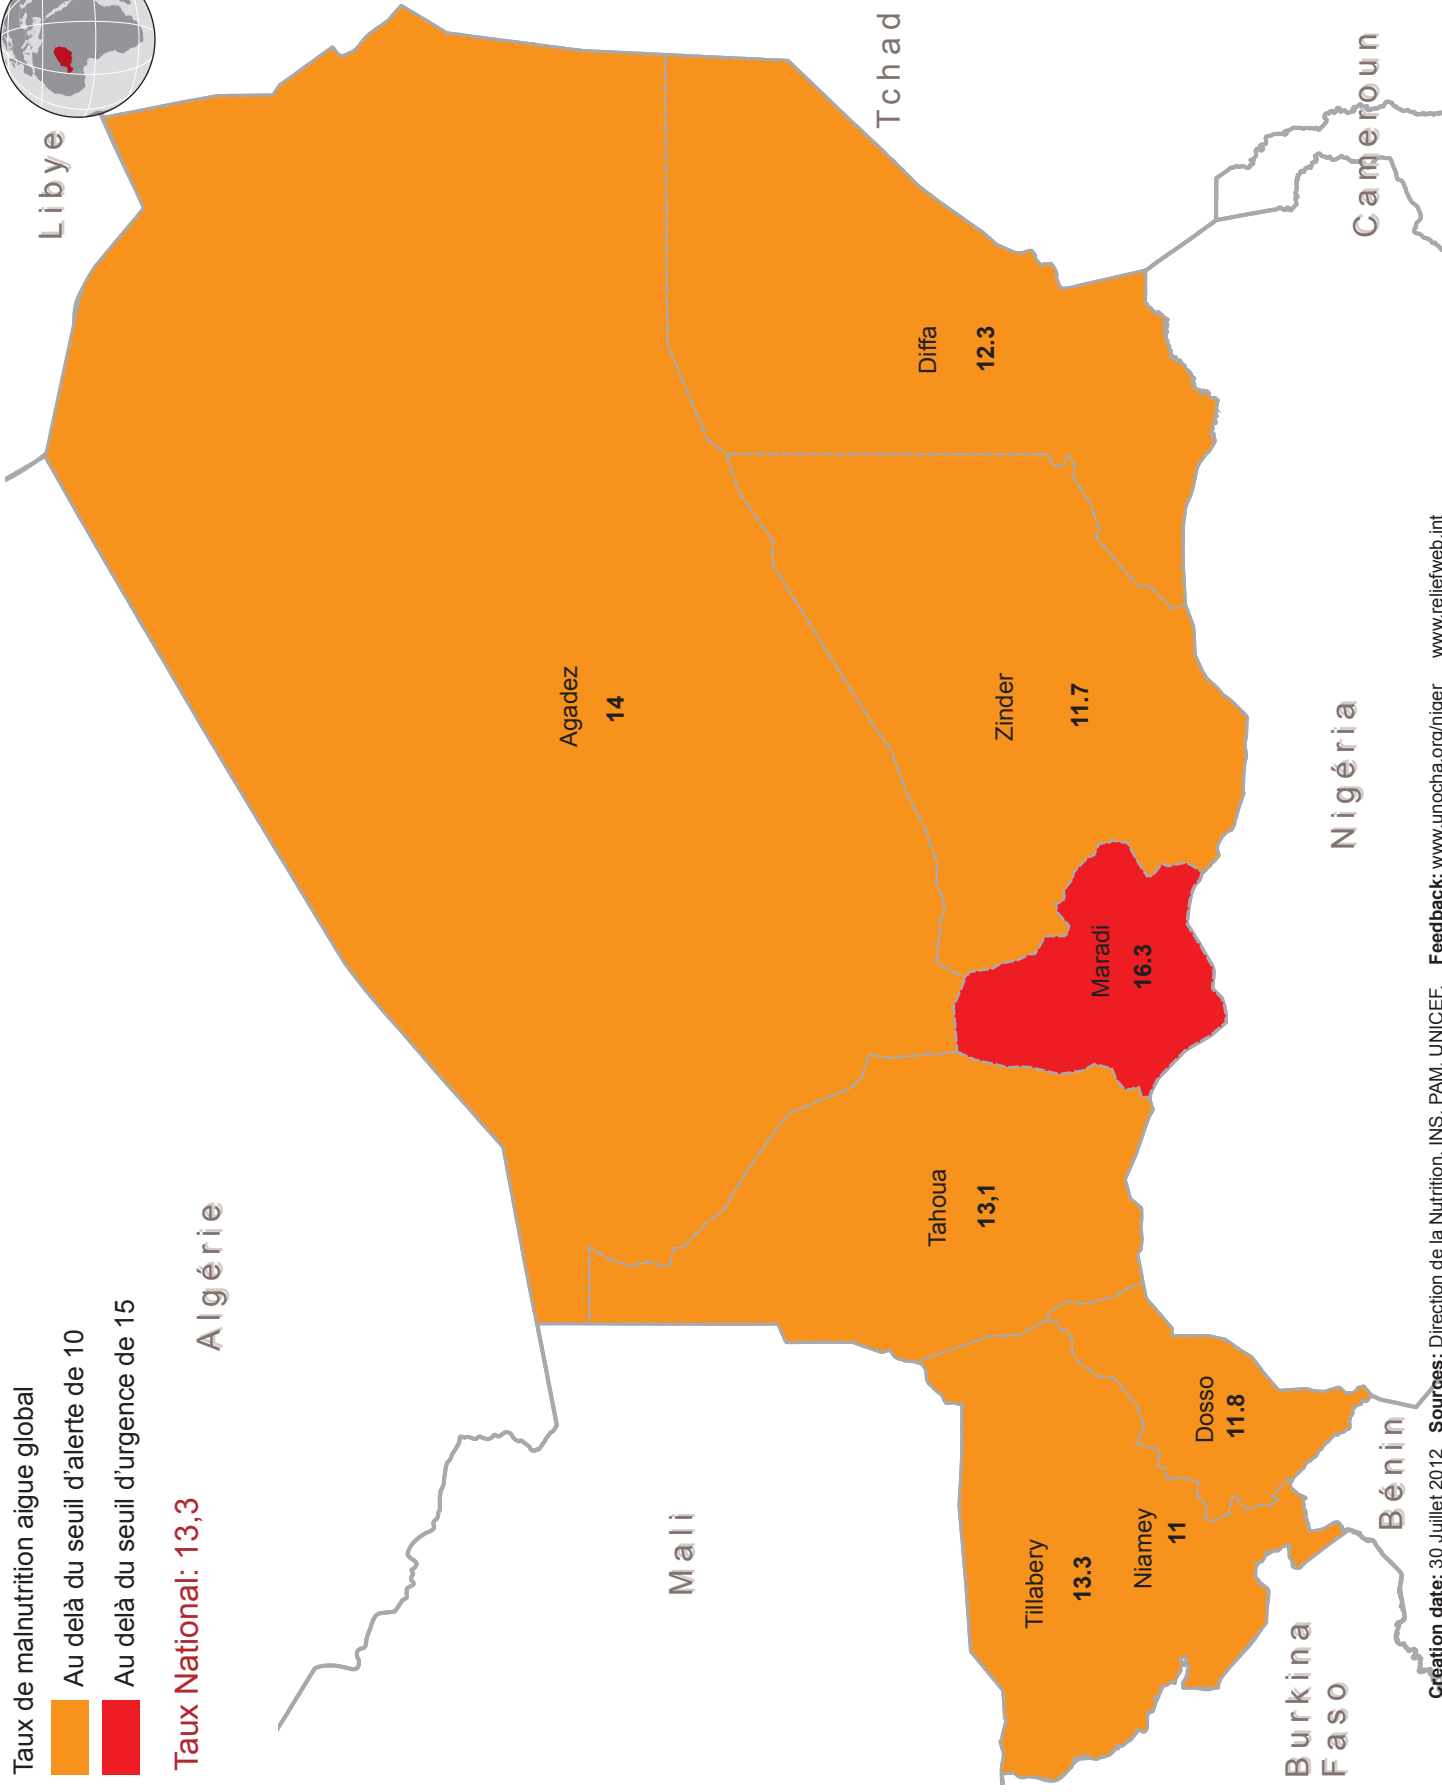 Taux de malnutrition aigue global
Au delà du seuil d'alerte de 10
Au delà du seuil d'urgence de 15
Taux National: 13,3
Algérie
Libye
Mali
Tchad
Agadez
14
Diffa
12.3
Tahoua
13,1
Zinder
11.7
Maradi
16.3
Tillabery
13.3
Niamey
11
Dosso
11.8
Burkina
Faso
Bénin
Nigéria
Cameroun
Creation date: 30 Juillet 2012 Sources: Direction de la Nutrition, INS, PAM, UNICEF. Feedback: www.unocha.org/niger www.reliefweb.int